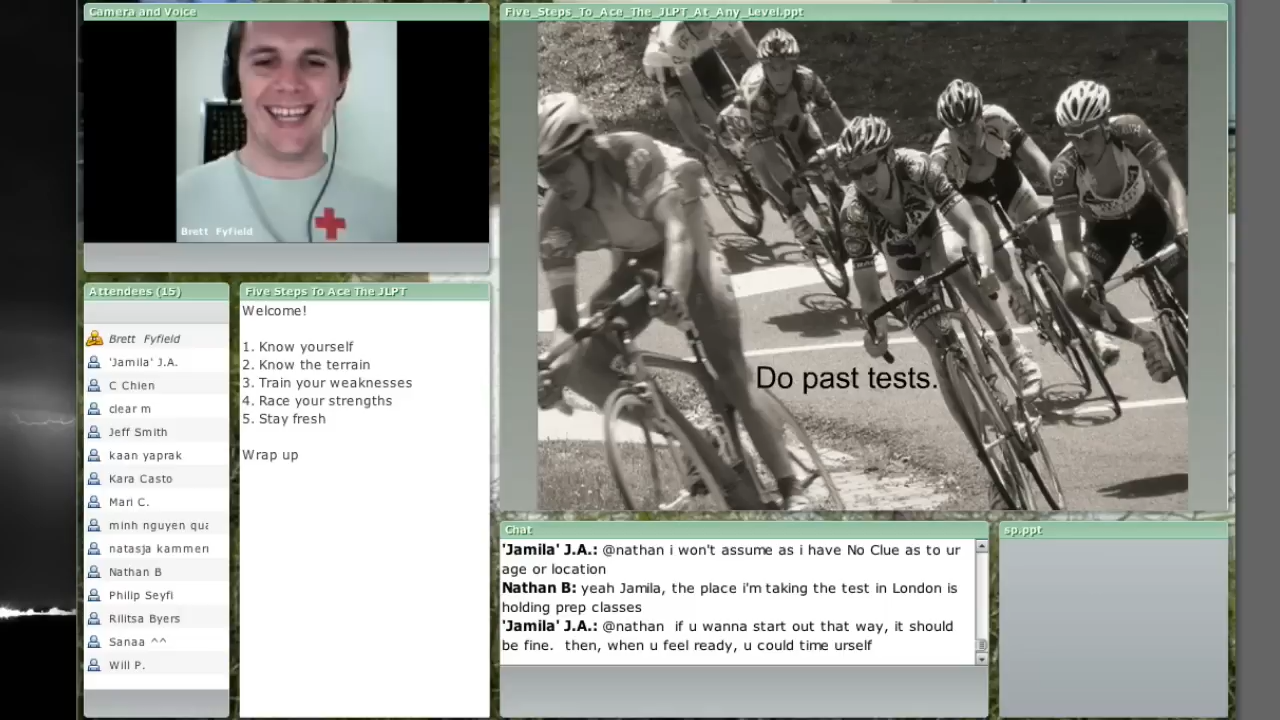 Camera and Voice
Brett Fyfield
Attendees (15)
Brett Fyfield
'Jamila' J.A.
C Chien
clear m
Jeff Smith
kaan yaprak
Kara Casto
Mari C.
minh nguyen qua
natasja kammen
Nathan B
Philip Seyfi
Rilitsa Byers
Sanaa ^^
Will P.
Five Steps To Ace The JLPT
Welcome!
1. Know yourself
2. Know the terrain
3. Train your weaknesses
4. Race your strengths
5. Stay fresh
Wrap up
Five_Steps_To_Ace_The_JLPT_At_Any_Level.ppt
Do past tests.
Chat
'Jamila' J.A.: @nathan i won't assume as i have No Clue as to ur
age or location
Nathan B: yeah Jamila, the place i'm taking the test in London is
holding prep classes
'Jamila' J.A.: @nathan  if u wanna start out that way, it should
be fine.  then, when u feel ready, u could time urself
sp.ppt